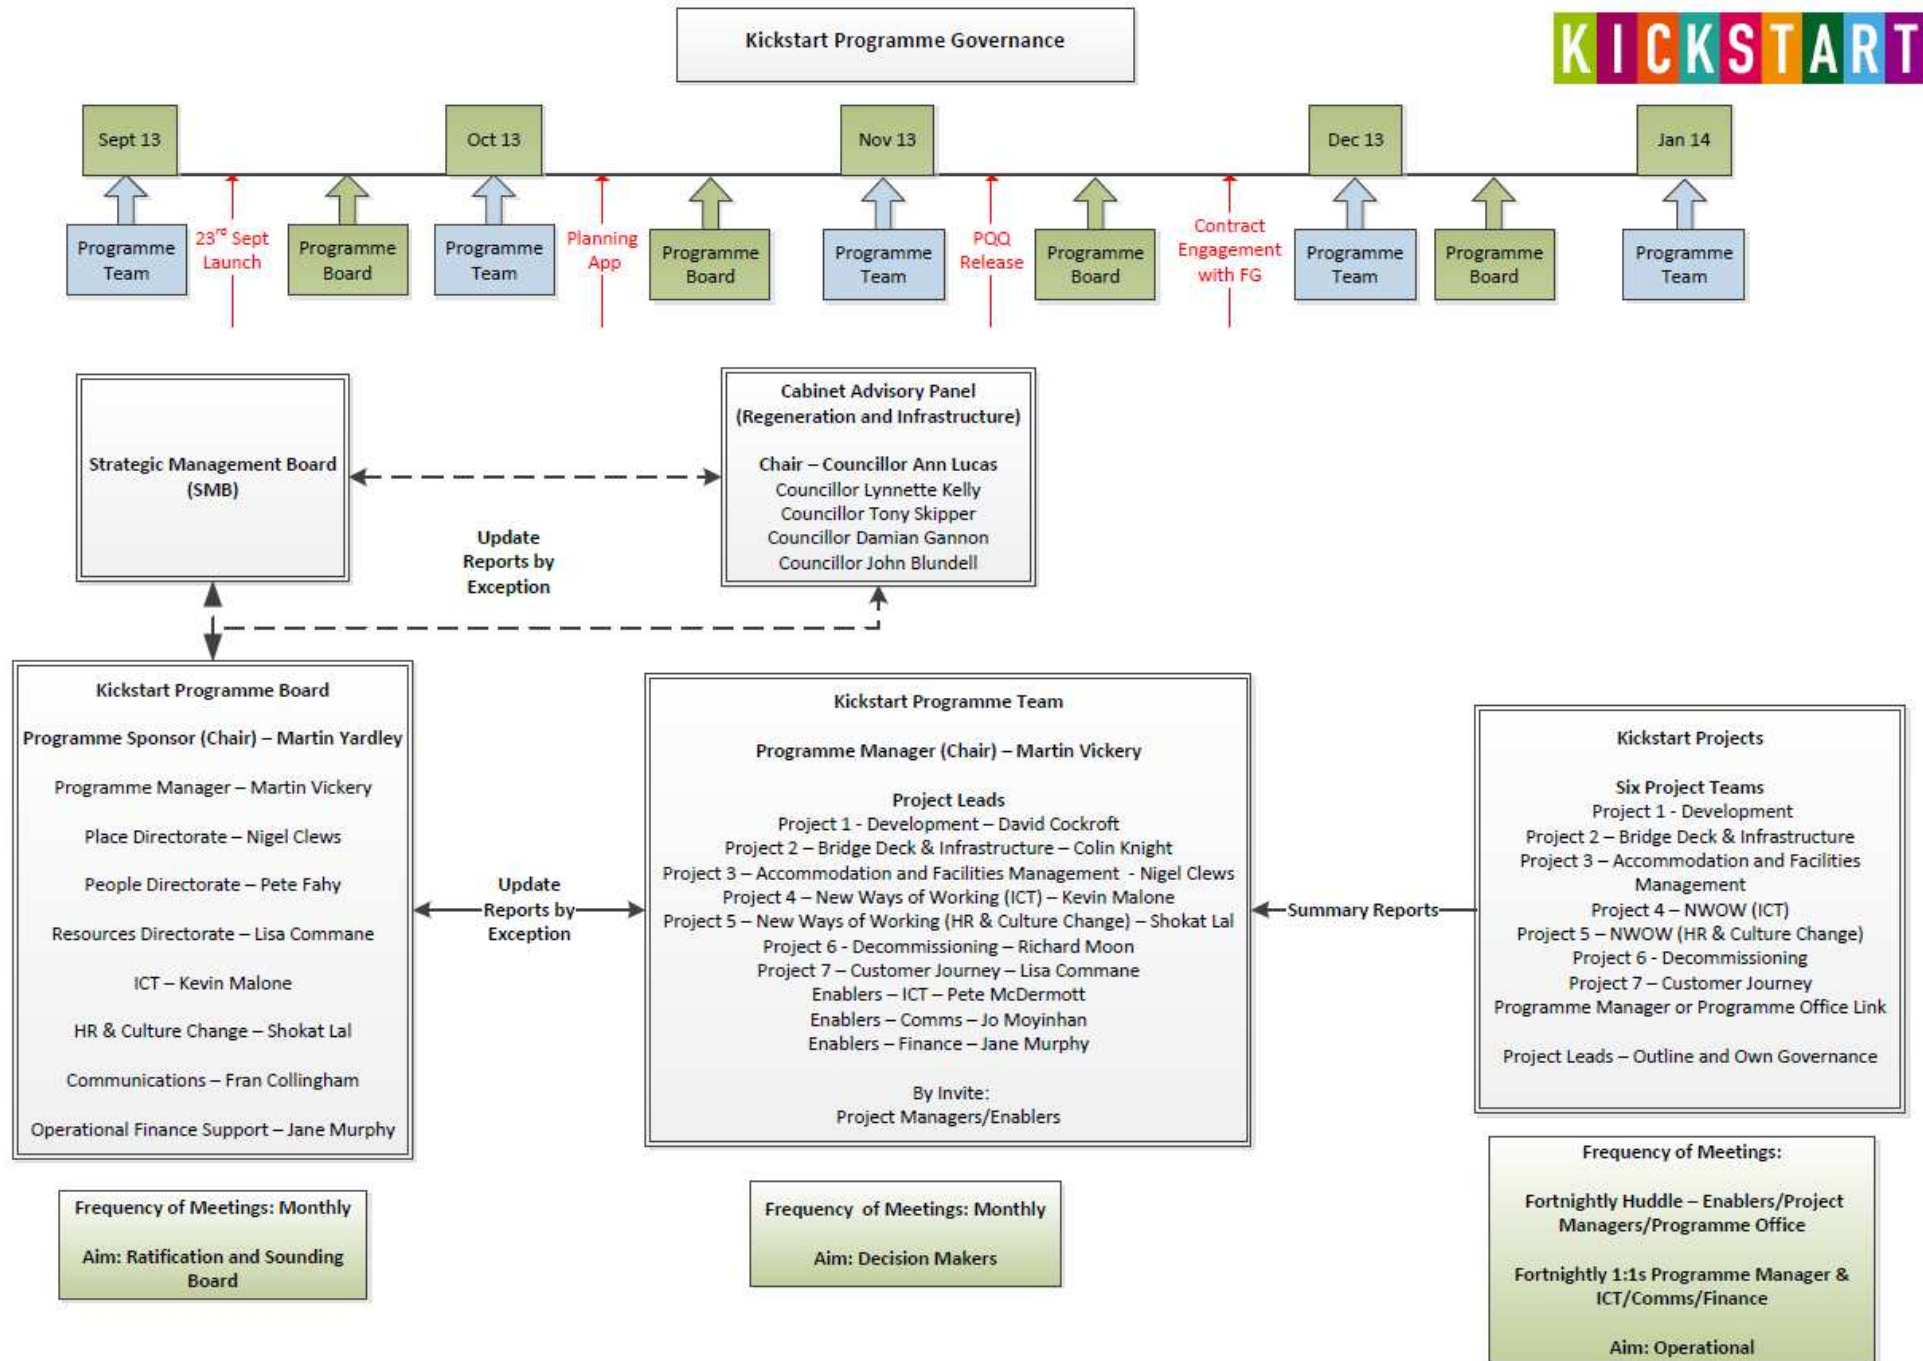 Kickstart Programme Governance
KICKSTART
Sept 13
Oct 13
Nov 13
Dec 13
Jan 14
Programme
Team
23rd Sept
Launch
Programme
Board
Programme
Team
Planning
App
Programme
Board
Programme
Team
PQQ
Release
Programme
Board
Contract
Engagement
with FG
Programme
Team
Programme
Board
Programme
Team
Strategic Management Board
(SMB)
Cabinet Advisory Panel
(Regeneration and Infrastructure)
Chair – Councillor Ann Lucas
Councillor Lynnette Kelly
Councillor Tony Skipper
Councillor Damian Gannon
Councillor John Blundell
Update
Reports by
Exception
Kickstart Programme Board
Programme Sponsor (Chair) – Martin Yardley
Programme Manager – Martin Vickery
Place Directorate – Nigel Clews
People Directorate – Pete Fahy
Resources Directorate – Lisa Commane
ICT – Kevin Malone
HR & Culture Change – Shokat Lal
Communications – Fran Collingham
Operational Finance Support – Jane Murphy
Update
Reports by
Exception
Kickstart Programme Team
Programme Manager (Chair) – Martin Vickery
Project Leads
Project 1 - Development – David Cockroft
Project 2 – Bridge Deck & Infrastructure – Colin Knight
Project 3 – Accommodation and Facilities Management - Nigel Clews
Project 4 – New Ways of Working (ICT) – Kevin Malone
Project 5 – New Ways of Working (HR & Culture Change) – Shokat Lal
Project 6 - Decommissioning – Richard Moon
Project 7 – Customer Journey – Lisa Commane
Enablers – ICT – Pete McDermott
Enablers – Comms – Jo Moyinhan
Enablers – Finance – Jane Murphy
By Invite:
Project Managers/Enablers
Summary Reports
Kickstart Projects
Six Project Teams
Project 1 - Development
Project 2 – Bridge Deck & Infrastructure
Project 3 – Accommodation and Facilities
Management
Project 4 – NWOW (ICT)
Project 5 – NWOW (HR & Culture Change)
Project 6 - Decommissioning
Project 7 – Customer Journey
Programme Manager or Programme Office Link
Project Leads – Outline and Own Governance
Frequency of Meetings: Monthly
Aim: Ratification and Sounding
Board
Frequency of Meetings: Monthly
Aim: Decision Makers
Frequency of Meetings:
Fortnightly Huddle – Enablers/Project
Managers/Programme Office
Fortnightly 1:1s Programme Manager &
ICT/Comms/Finance
Aim: Operational